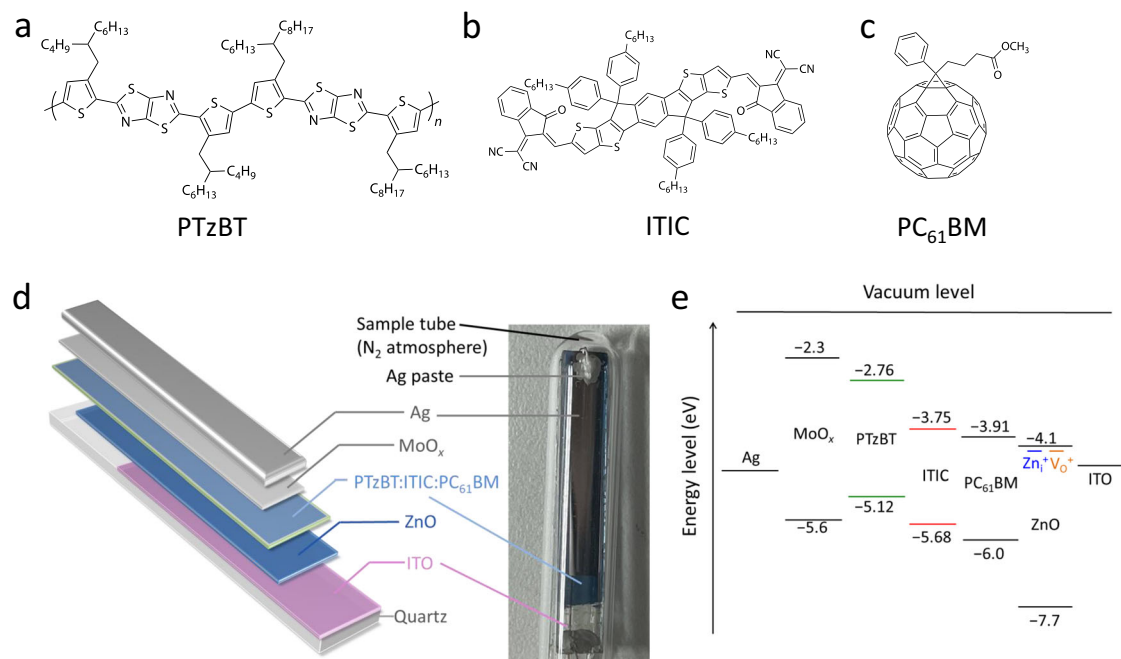 a
C₆H₁₃
C₄H₉
C₈H₁₇
C₆H₁₃
S
N
N
S
S
S
N
N
S
S
n
C₄H₉
C₆H₁₃
C₆H₁₃
C₈H₁₇
PTzBT
b
C₆H₁₃
C₆H₁₃
NC
CN
S
S
O
O
S
S
NC
CN
C₆H₁₃
C₆H₁₃
ITIC
c
OCH₃
O
PC₆₁BM
d
Sample tube
(N₂ atmosphere)
Ag paste
Ag
MoOₓ
PTzBT:ITIC:PC₆₁BM
ZnO
ITO
Quartz
e
Vacuum level
Energy level (eV)
Ag
−2.3
MoOₓ
−5.6
−2.76
PTzBT
−5.12
−3.75
ITIC
−5.68
−3.91
PC₆₁BM
−6.0
−4.1
Znᵢ⁺ V_O⁺
ZnO
−7.7
ITO